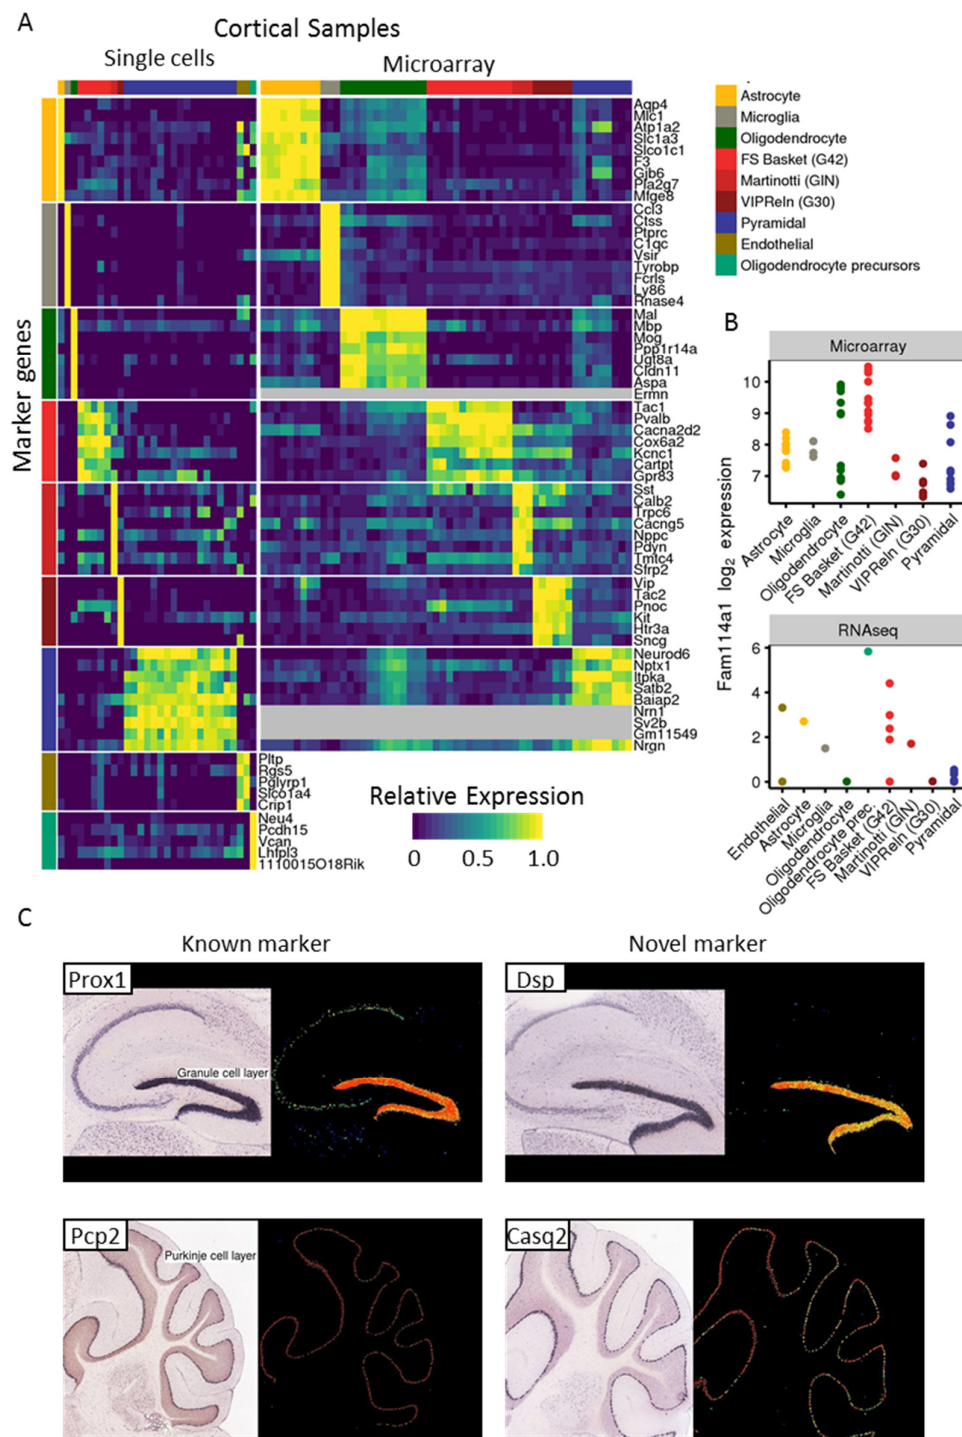 A
Cortical Samples
Single cells
Microarray
Marker genes
Aqp4
Mlc1
Atp1a2
Slc1a3
Slco1c1
F3
Gjb6
Pla2g7
Mfge8
Ccl3
Ctss
Ptprc
C1qc
Vsir
Tyrobp
Fcrls
Ly86
Rnase4
Mal
Mbp
Mog
Ppp1r14a
Ugt8a
Cldn11
Aspa
Ermn
Tac1
Pvalb
Cacna2d2
Cox6a2
Kcnc1
Cartpt
Gpr83
Sst
Calb2
Trpc6
Cacng5
Nppc
Pdyn
Tmtc4
Sfrp2
Vip
Tac2
Pnoc
Kit
Htr3a
Sncg
Neurod6
Nptx1
Itpka
Satb2
Baiap2
Nrn1
Sv2b
Gm11549
Nrgn
Pltp
Rgs5
Pglyrp1
Slco1a4
Crip1
Neu4
Pcdh15
Vcan
Lhfpl3
1110015O18Rik
Relative Expression
0 0.5 1.0
Astrocyte
Microglia
Oligodendrocyte
FS Basket (G42)
Martinotti (GIN)
VIPReln (G30)
Pyramidal
Endothelial
Oligodendrocyte precursors
B
Microarray
Fam114a1 log2 expression
10
9
8
7
Astrocyte
Microglia
Oligodendrocyte
FS Basket (G42)
Martinotti (GIN)
VIPReln (G30)
Pyramidal
RNAseq
6
4
2
0
Endothelial
Astrocyte
Microglia
Oligodendrocyte
Oligodendrocyte prec.
FS Basket (G42)
Martinotti (GIN)
VIPReln (G30)
Pyramidal
C
Known marker
Novel marker
Prox1
Granule cell layer
Dsp
Pcp2
Purkinje cell layer
Casq2